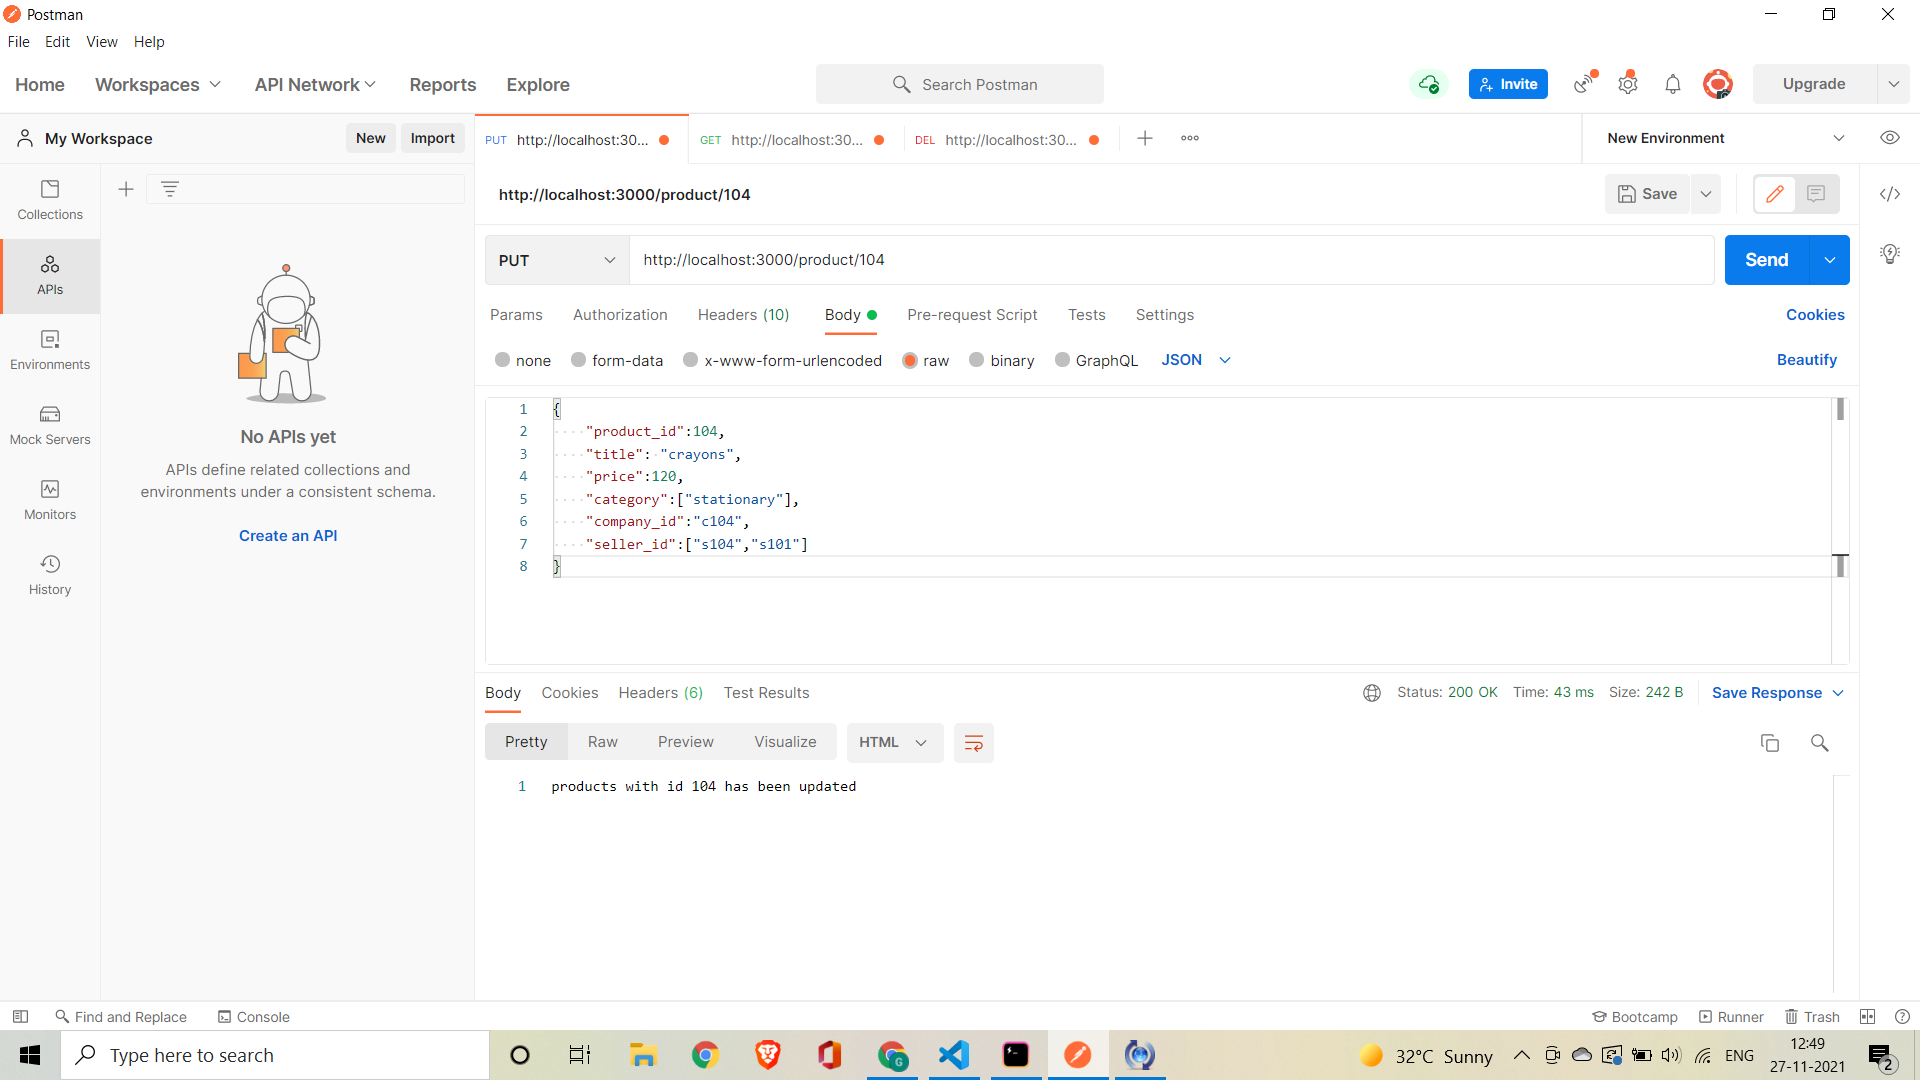 Postman
File Edit View Help
Home Workspaces API Network Reports Explore
Search Postman
Invite
Upgrade
My Workspace New Import
PUT http://localhost:30... GET http://localhost:30... DEL http://localhost:30...
New Environment
Collections
APIs
Environments
Mock Servers
Monitors
History
No APIs yet
APIs define related collections and
environments under a consistent schema.
Create an API
http://localhost:3000/product/104
Save
PUT http://localhost:3000/product/104
Send
Params Authorization Headers (10) Body Pre-request Script Tests Settings Cookies
none form-data x-www-form-urlencoded raw binary GraphQL JSON Beautify
1 {
2 "product_id":104,
3 "title": "crayons",
4 "price":120,
5 "category":["stationary"],
6 "company_id":"c104",
7 "seller_id":["s104","s101"]
8 }
Body Cookies Headers (6) Test Results
Status: 200 OK Time: 43 ms Size: 242 B Save Response
Pretty Raw Preview Visualize HTML
1 products with id 104 has been updated
Find and Replace Console
Bootcamp Runner Trash
Type here to search
G
32°C Sunny
ENG
12:49
27-11-2021
2